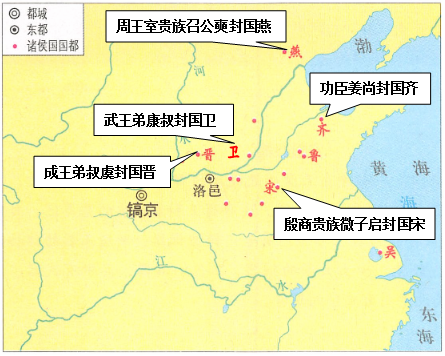 都城
东都
诸侯国国都
周王室贵族召公奭封国燕
燕
渤
河
功臣姜尚封国齐
武王弟康叔封国卫
齐
水
晋
卫
鲁
黄
海
成王弟叔虞封国晋
洛邑
宋
镐京
殷商贵族微子启封国宋
吴
江
水
东
海